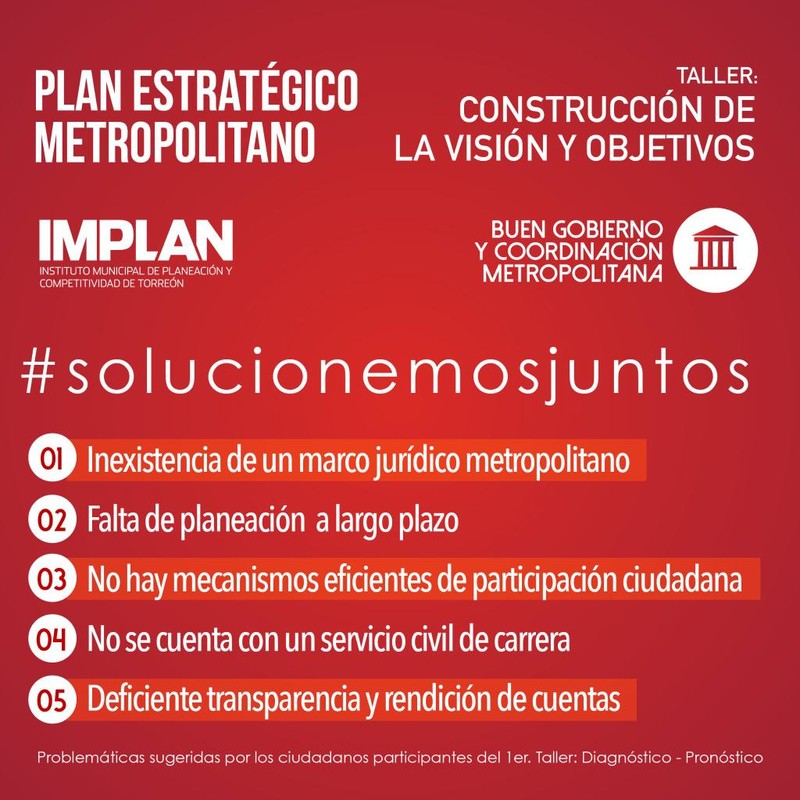 PLAN ESTRATÉGICO
METROPOLITANO
TALLER:
CONSTRUCCIÓN DE
LA VISIÓN Y OBJETIVOS
IMPLAN
INSTITUTO MUNICIPAL DE PLANEACIÓN Y
COMPETITIVIDAD DE TORREÓN
BUEN GOBIERNO
Y COORDINACIÓN
METROPOLITANA
#solucionemosjuntos
01 Inexistencia de un marco jurídico metropolitano
02 Falta de planeación a largo plazo
03 No hay mecanismos eficientes de participación ciudadana
04 No se cuenta con un servicio civil de carrera
05 Deficiente transparencia y rendición de cuentas
Problemáticas sugeridas por los ciudadanos participantes del 1er. Taller: Diagnóstico - Pronóstico